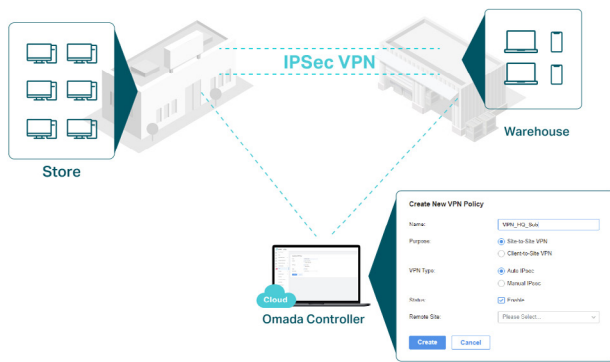 IPSec VPN
Store
Warehouse
Cloud
Omada Controller
Create New VPN Policy
Name:
Purpose:
Site-to-Site VPN
Client-to-Site VPN
VPN Type:
Auto IPsec
Manual IPsec
Status:
Enable
Remote Site:
Please Select...
Create
Cancel